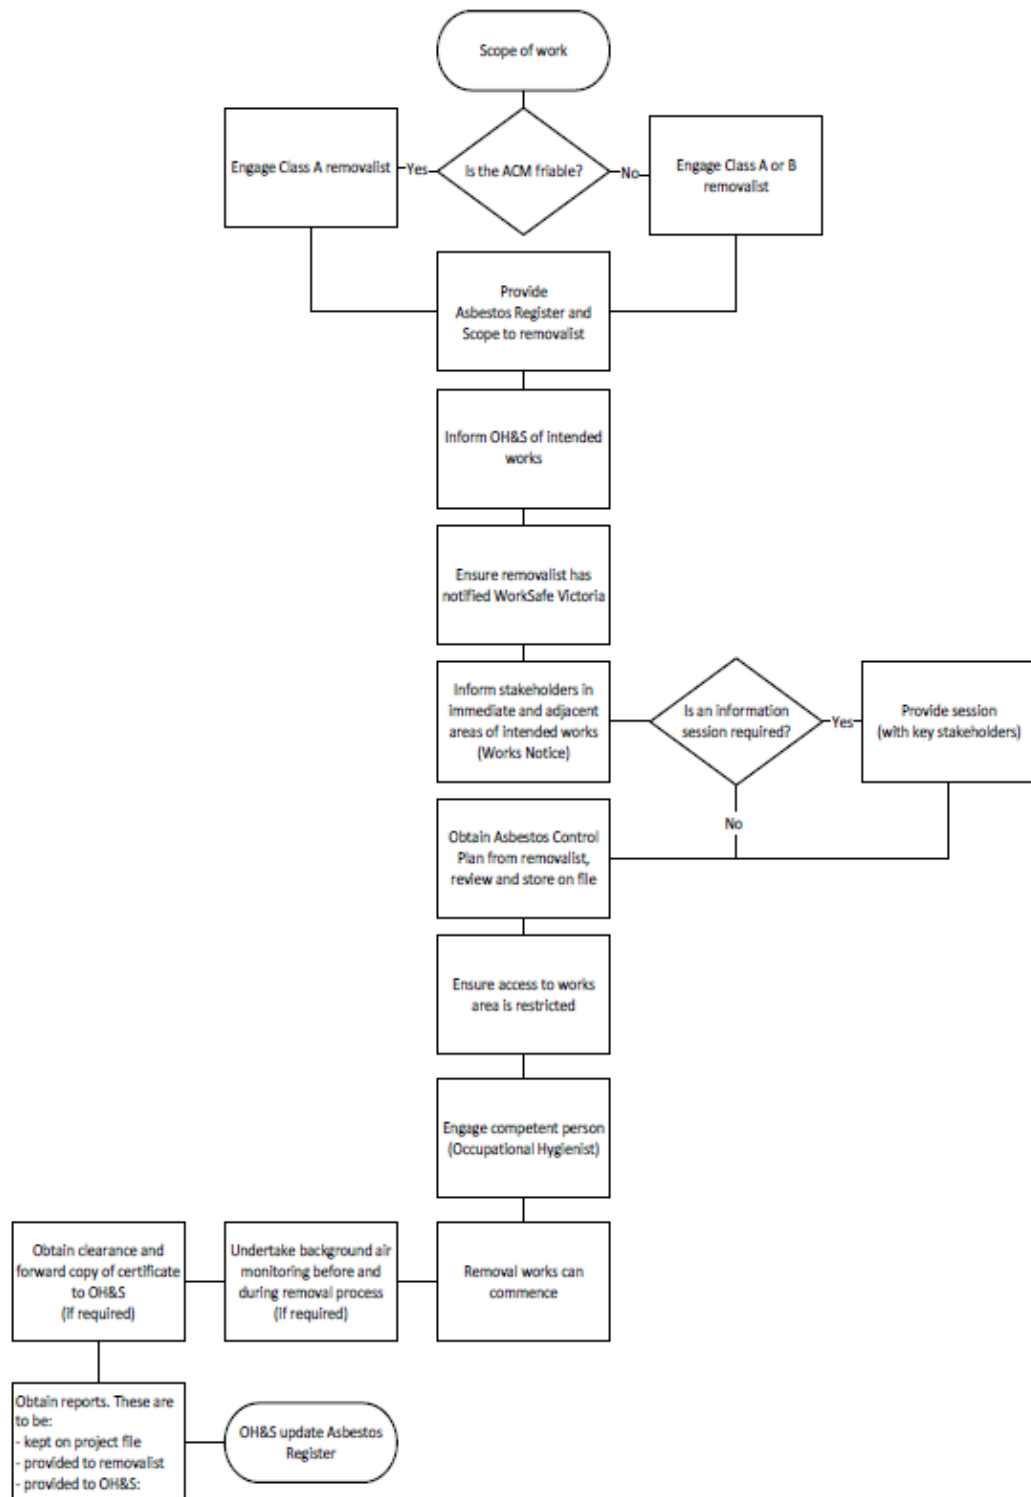 Scope of work
Engage Class A removalist
Yes
Is the ACM friable?
No
Engage Class A or B
removalist
Provide
Asbestos Register and
Scope to removalist
Inform OH&S of intended
works
Ensure removalist has
notified WorkSafe Victoria
Inform stakeholders in
immediate and adjacent
areas of intended works
(Works Notice)
Is an information
session required?
Yes
Provide session
(with key stakeholders)
No
Obtain Asbestos Control
Plan from removalist,
review and store on file
Ensure access to works
area is restricted
Engage competent person
(Occupational Hygienist)
Removal works can
commence
Undertake background air
monitoring before and
during removal process
(if required)
Obtain clearance and
forward copy of certificate
to OH&S
(if required)
Obtain reports. These are
to be:
- kept on project file
- provided to removalist
- provided to OH&S:
OH&S update Asbestos
Register